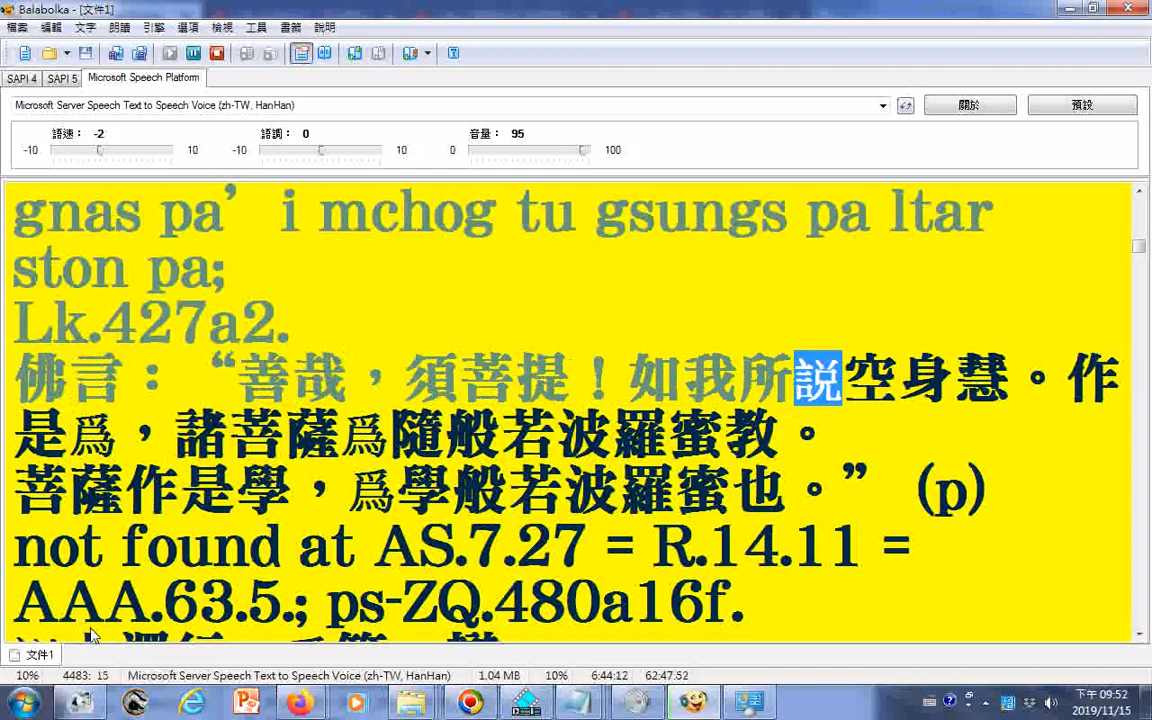 Balabolka - [文件1]
檔案 編輯 文字 朗讀 引擎 選項 檢視 工具 書籤 說明
SAPI 4 SAPI 5 Microsoft Speech Platform
Microsoft Server Speech Text to Speech Voice (zh-TW, HanHan) 關於 預設
語速： -2 語調： 0 音量： 95
-10 10 -10 10 0 100
gnas pa’i mchog tu gsungs pa ltar
ston pa;
Lk.427a2.
佛言：“善哉，須菩提！如我所説空身慧。作
是爲，諸菩薩爲隨般若波羅蜜教。
菩薩作是學，爲學般若波羅蜜也。” (p)
not found at AS.7.27 = R.14.11 =
AAA.63.5.; ps-ZQ.480a16f.
文件1
10% 4483: 15 Microsoft Server Speech Text to Speech Voice (zh-TW, HanHan) 1.04 MB 10% 6:44:12 62:47:52
下午 09:52
2019/11/15